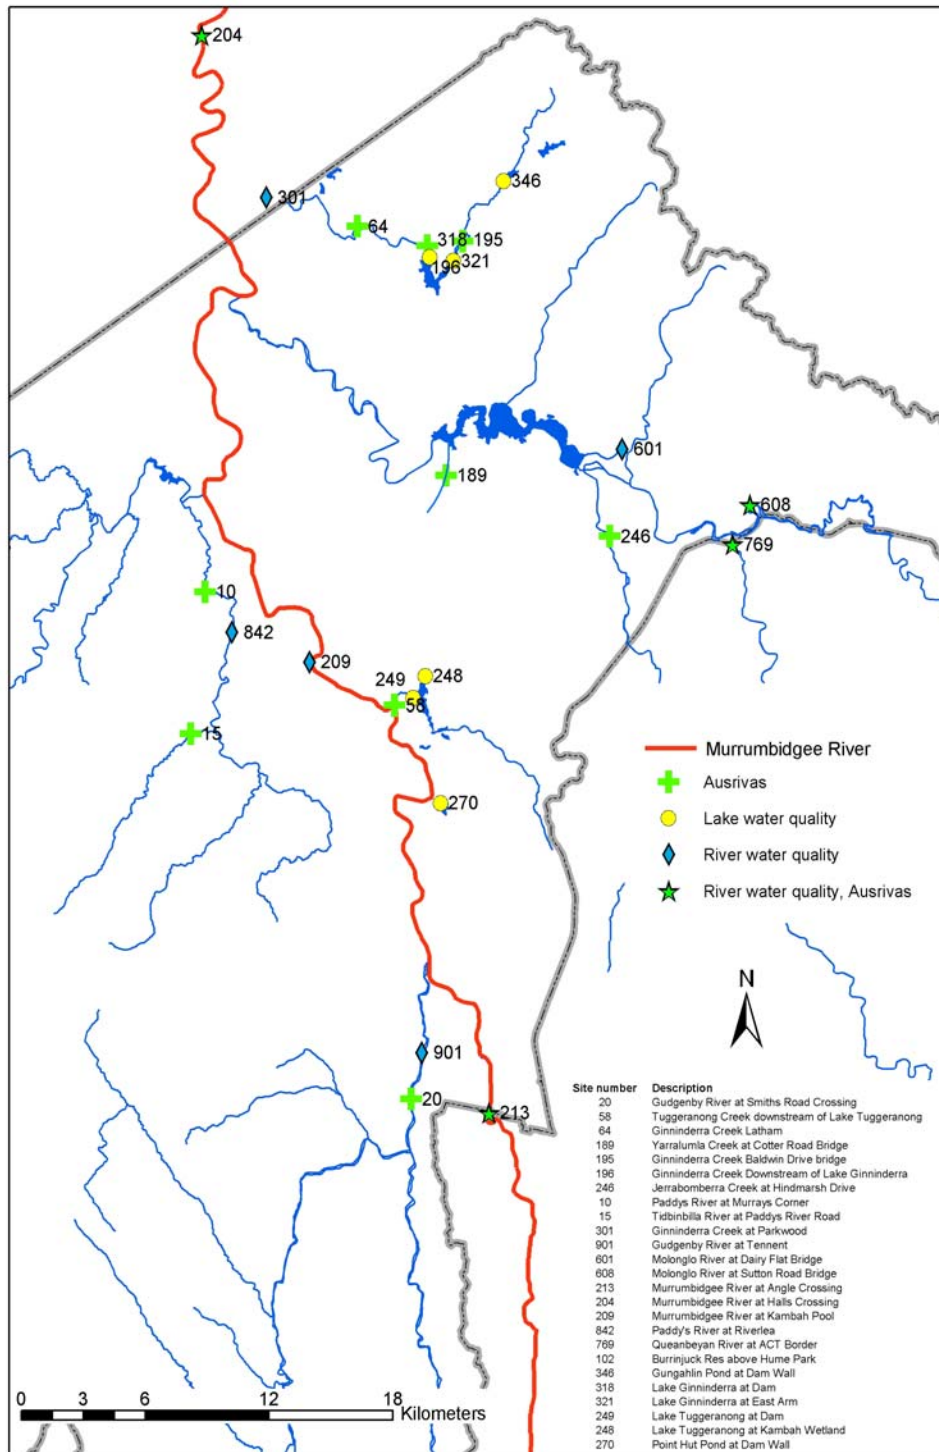 204
346
301
64
318
195
196
321
601
189
608
246
769
10
842
209
249
248
58
15
270
Murrumbidgee River
Ausrivas
Lake water quality
River water quality
River water quality, Ausrivas
N
901
20
213
Site number Description
20 Gudgenby River at Smiths Road Crossing
58 Tuggeranong Creek downstream of Lake Tuggeranong
64 Ginninderra Creek Latham
189 Yarralumla Creek at Cotter Road Bridge
195 Ginninderra Creek Baldwin Drive bridge
196 Ginninderra Creek Downstream of Lake Ginninderra
246 Jerrabomberra Creek at Hindmarsh Drive
10 Paddys River at Murrays Corner
15 Tidbinbilla River at Paddys River Road
301 Ginninderra Creek at Parkwood
901 Gudgenby River at Tennent
601 Molonglo River at Dairy Flat Bridge
608 Molonglo River at Sutton Road Bridge
213 Murrumbidgee River at Angle Crossing
204 Murrumbidgee River at Halls Crossing
209 Murrumbidgee River at Kambah Pool
842 Paddy's River at Riverlea
769 Queanbeyan River at ACT Border
102 Burrinjuck Res above Hume Park
346 Gungahlin Pond at Dam Wall
318 Lake Ginninderra at Dam
321 Lake Ginninderra at East Arm
249 Lake Tuggeranong at Dam
248 Lake Tuggeranong at Kambah Wetland
270 Point Hut Pond at Dam Wall
0 3 6 12 18
Kilometers